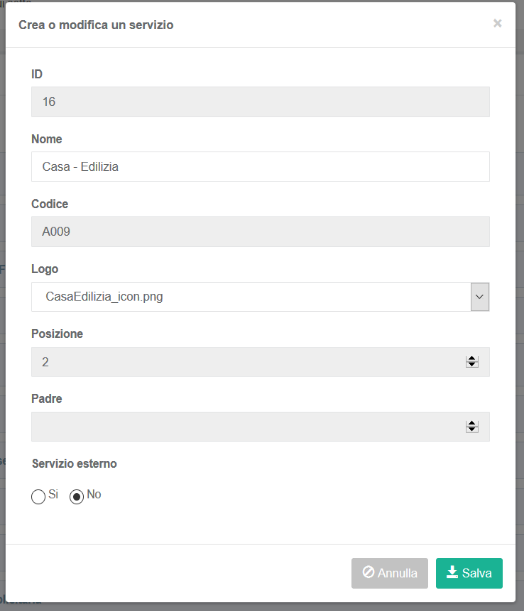 Crea o modifica un servizio
×
ID
16
Nome
Casa - Edilizia
Codice
A009
Logo
CasaEdilizia_icon.png
Posizione
2
Padre
Servizio esterno
Si No
Annulla Salva